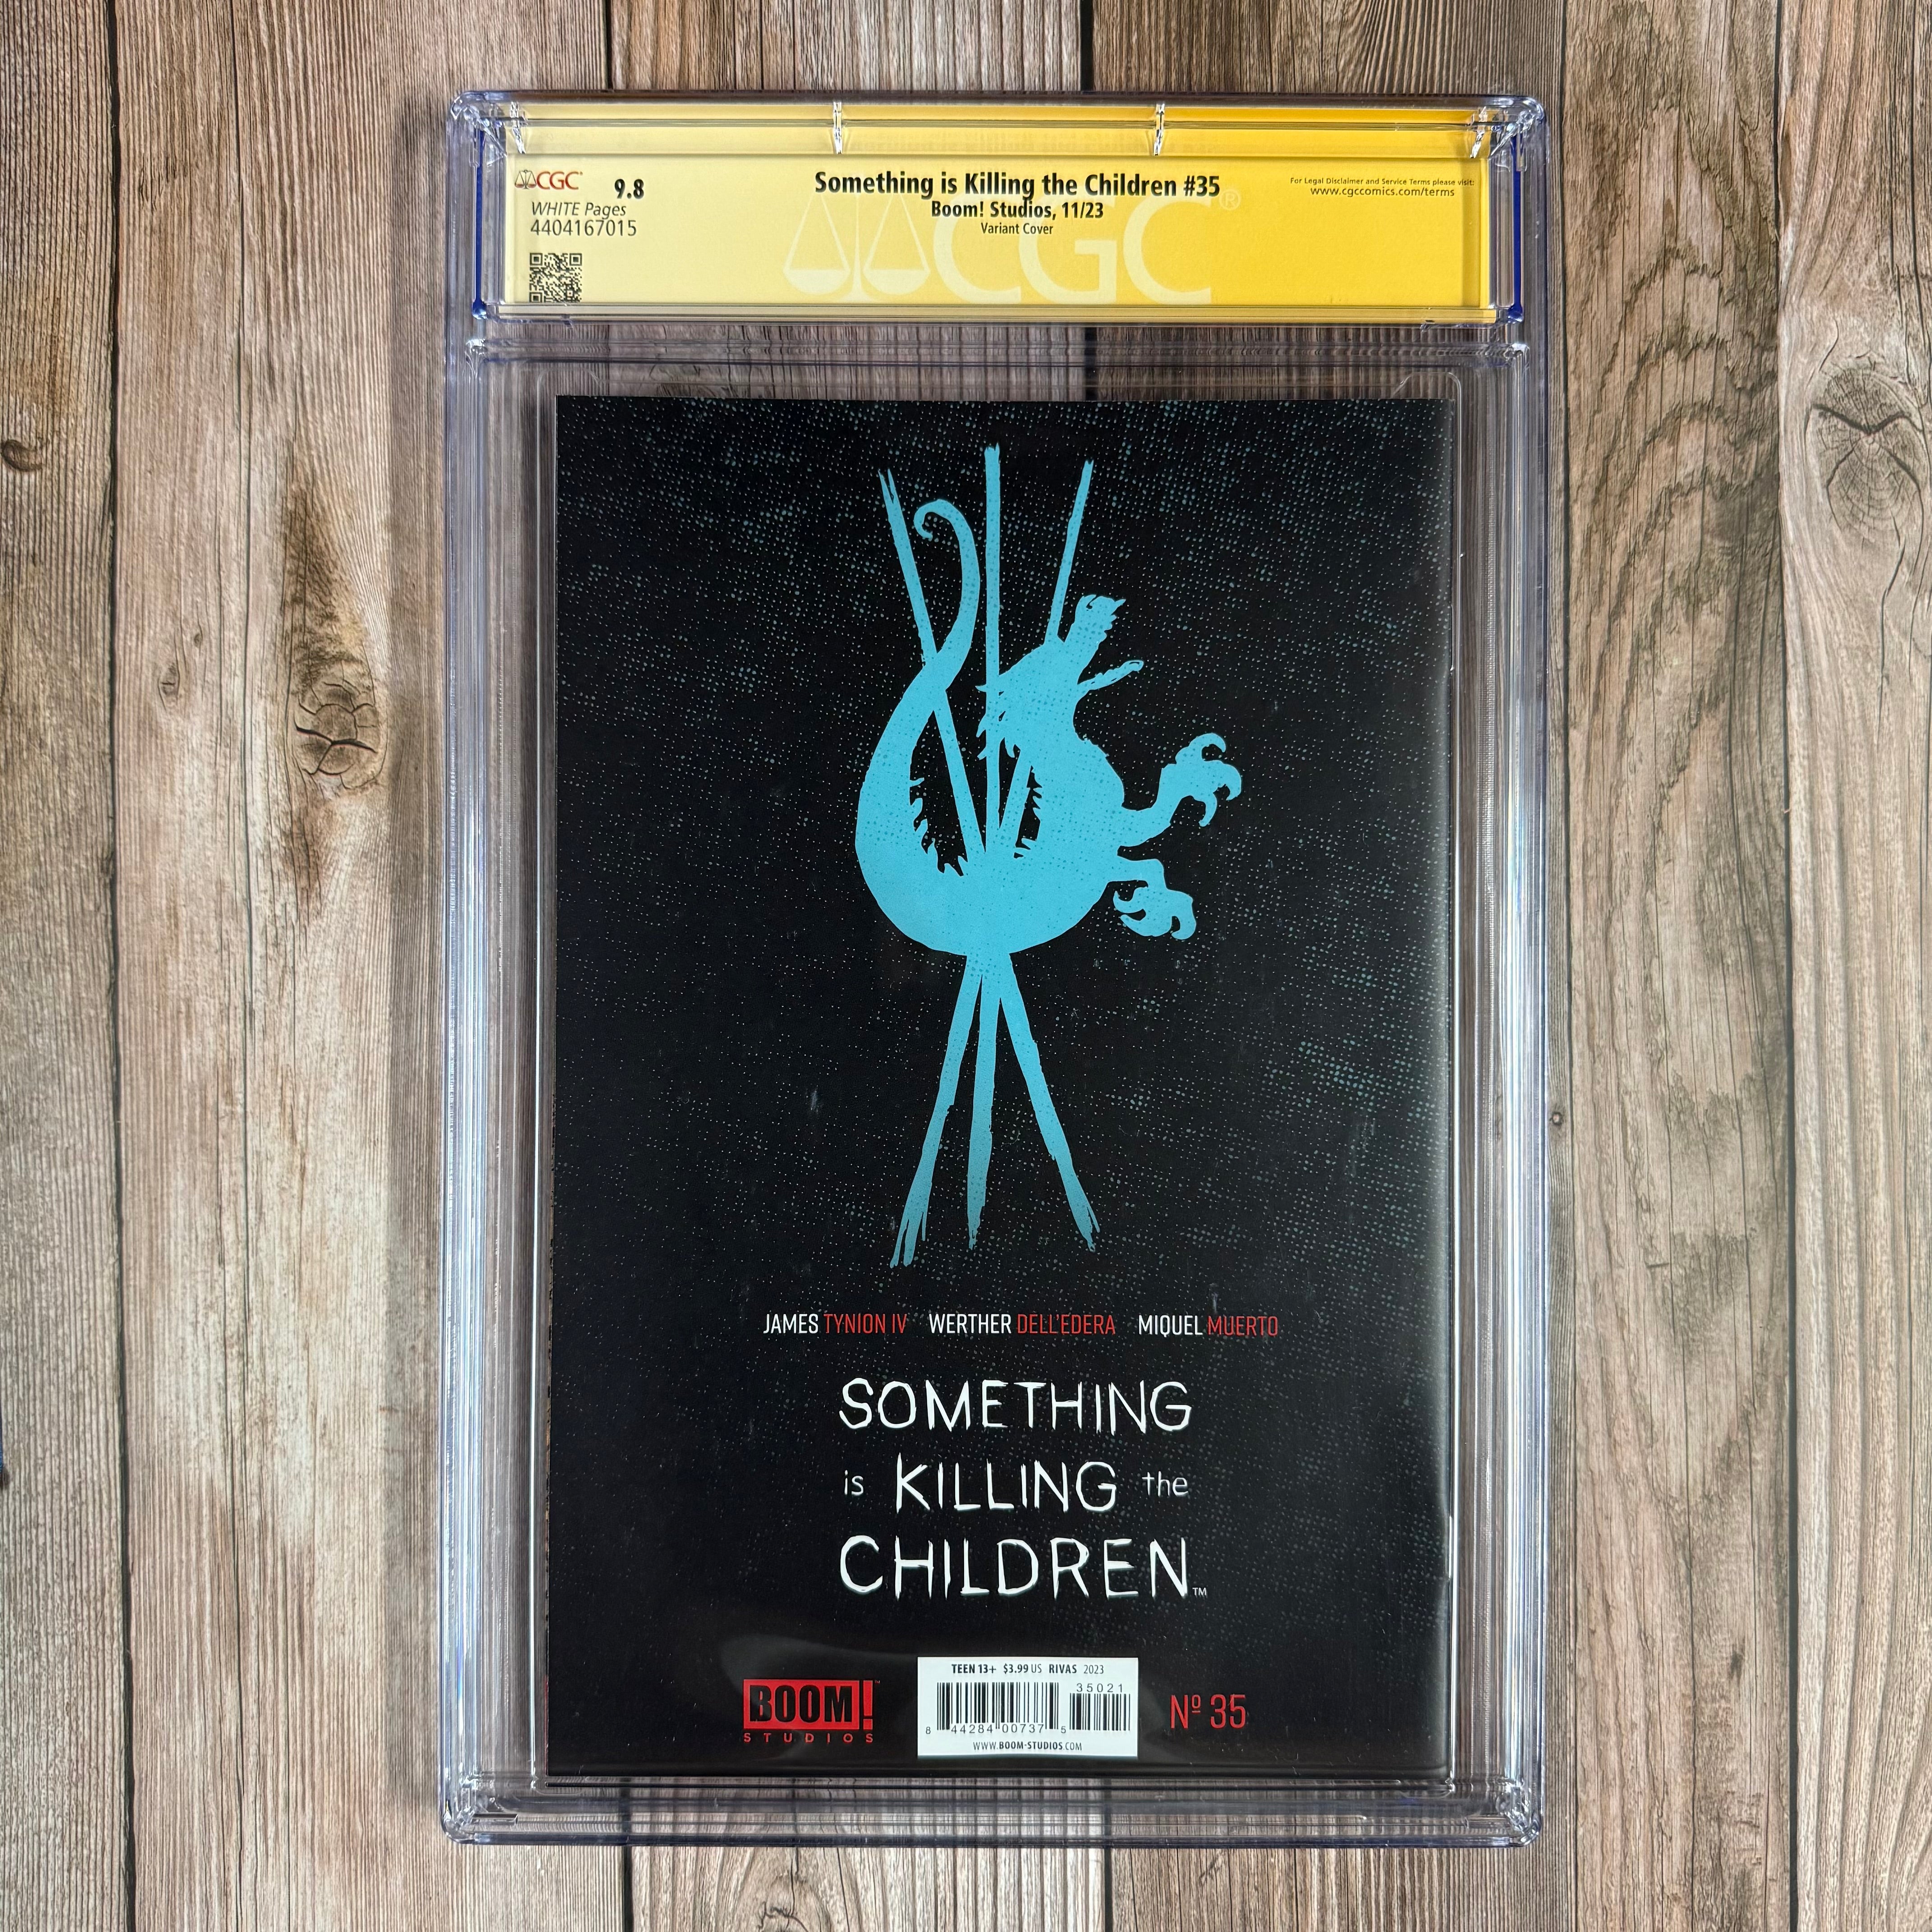 CGC 9.8
WHITE Pages
4404167015
Something is Killing the Children #35
Boom! Studios, 11/23
Variant Cover
For Legal Disclaimer and Service Terms please visit:
www.cgccomics.com/terms
CGC®
JAMES TYNION IV WERTHER DELL'EDERA MIQUEL MUERTO
SOMETHING
is KILLING the
CHILDREN™
BOOM!™
STUDIOS
TEEN 13+ $3.99 US RIVAS 2023
35021
8 44284 00737 5
WWW.BOOM-STUDIOS.COM
Nº 35